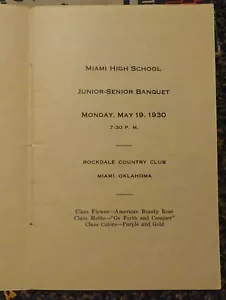 Miami High School
Junior-Senior Banquet
Monday, May 19, 1930
7:30 P. M.
Rockdale Country Club
Miami, Oklahoma
Class Flower—American Beauty Rose
Class Motto—"Go Forth and Conquer"
Class Colors—Purple and Gold